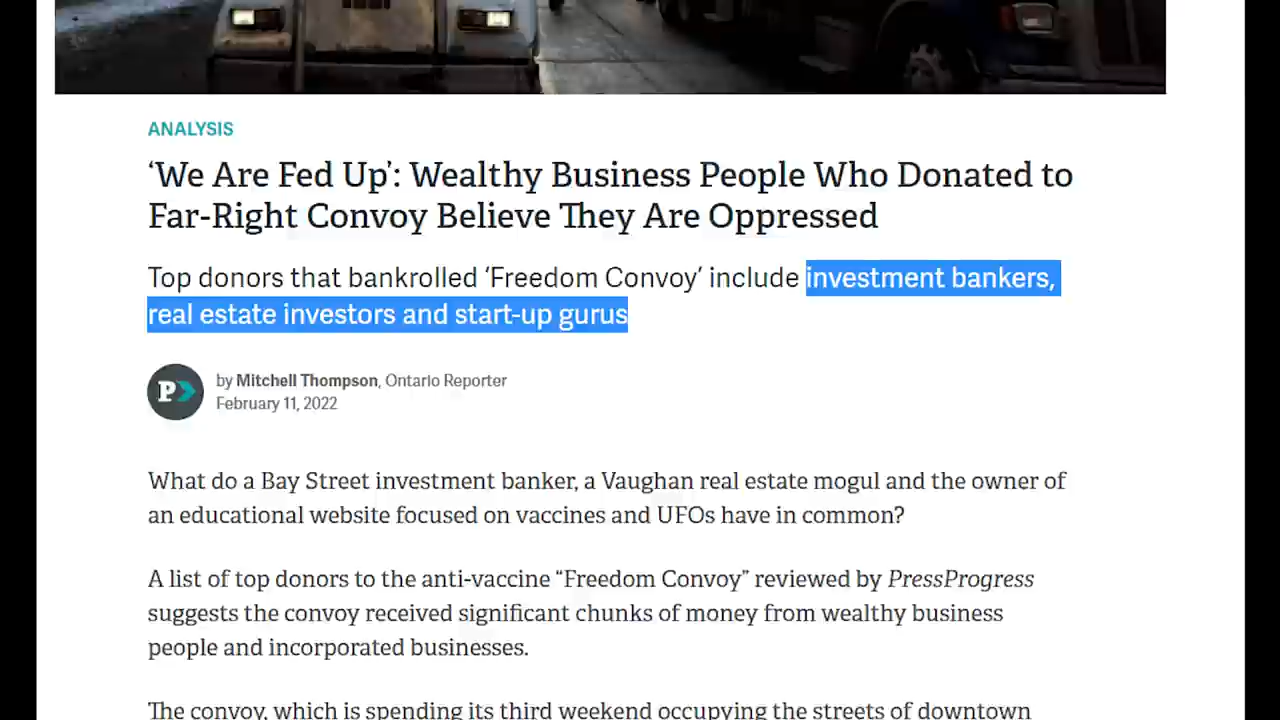 ANALYSIS
‘We Are Fed Up’: Wealthy Business People Who Donated to
Far-Right Convoy Believe They Are Oppressed
Top donors that bankrolled ‘Freedom Convoy’ include investment bankers,
real estate investors and start-up gurus
P
by Mitchell Thompson, Ontario Reporter
February 11, 2022
What do a Bay Street investment banker, a Vaughan real estate mogul and the owner of
an educational website focused on vaccines and UFOs have in common?
A list of top donors to the anti-vaccine “Freedom Convoy” reviewed by PressProgress
suggests the convoy received significant chunks of money from wealthy business
people and incorporated businesses.
The convoy, which is spending its third weekend occupying the streets of downtown